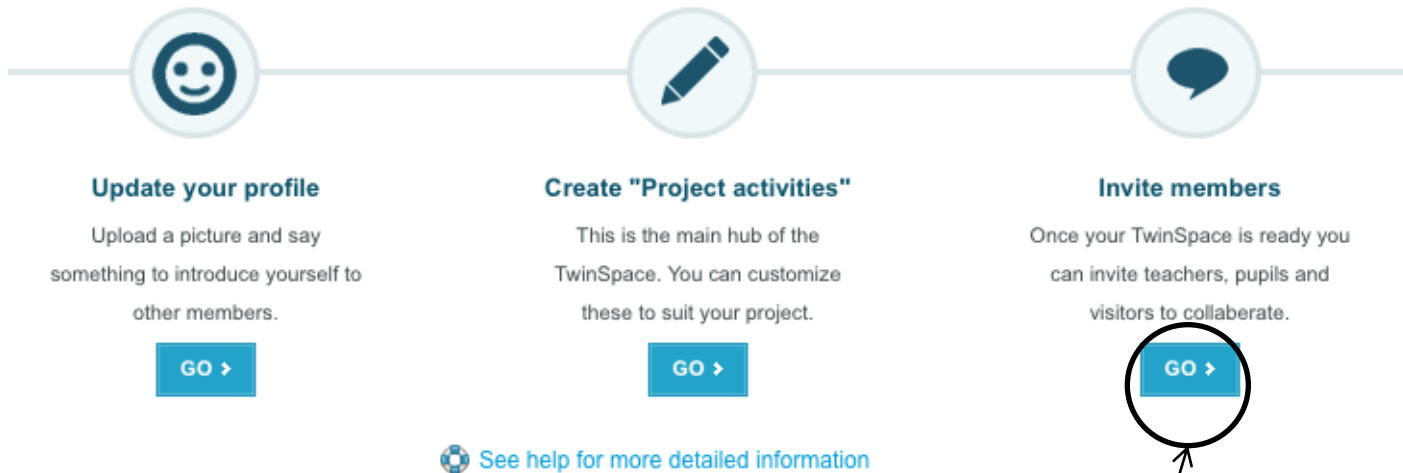 Update your profile
Upload a picture and say
something to introduce yourself to
other members.
GO >
Create "Project activities"
This is the main hub of the
TwinSpace. You can customize
these to suit your project.
GO >
Invite members
Once your TwinSpace is ready you
can invite teachers, pupils and
visitors to collaberate.
GO >
See help for more detailed information